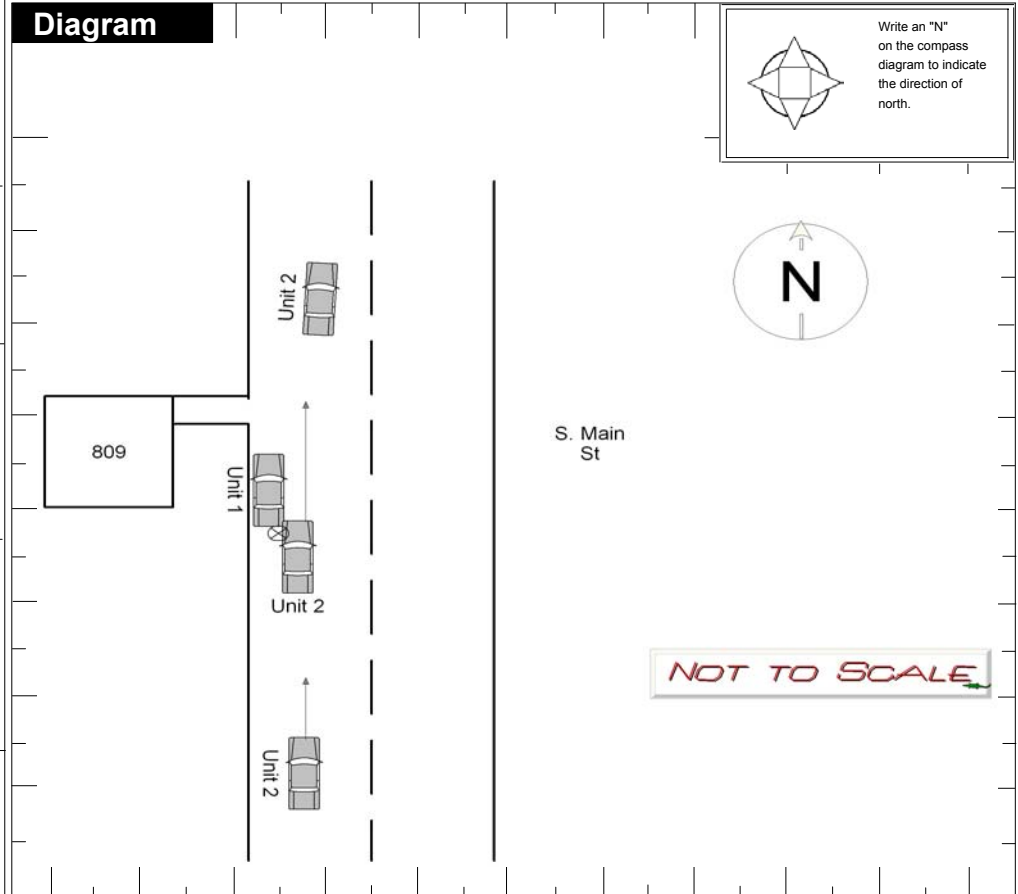 Diagram
Write an "N"
on the compass
diagram to indicate
the direction of
north.
Unit 2
N
809
S. Main
St
Unit 1
Unit 2
NOT TO SCALE
Unit 2